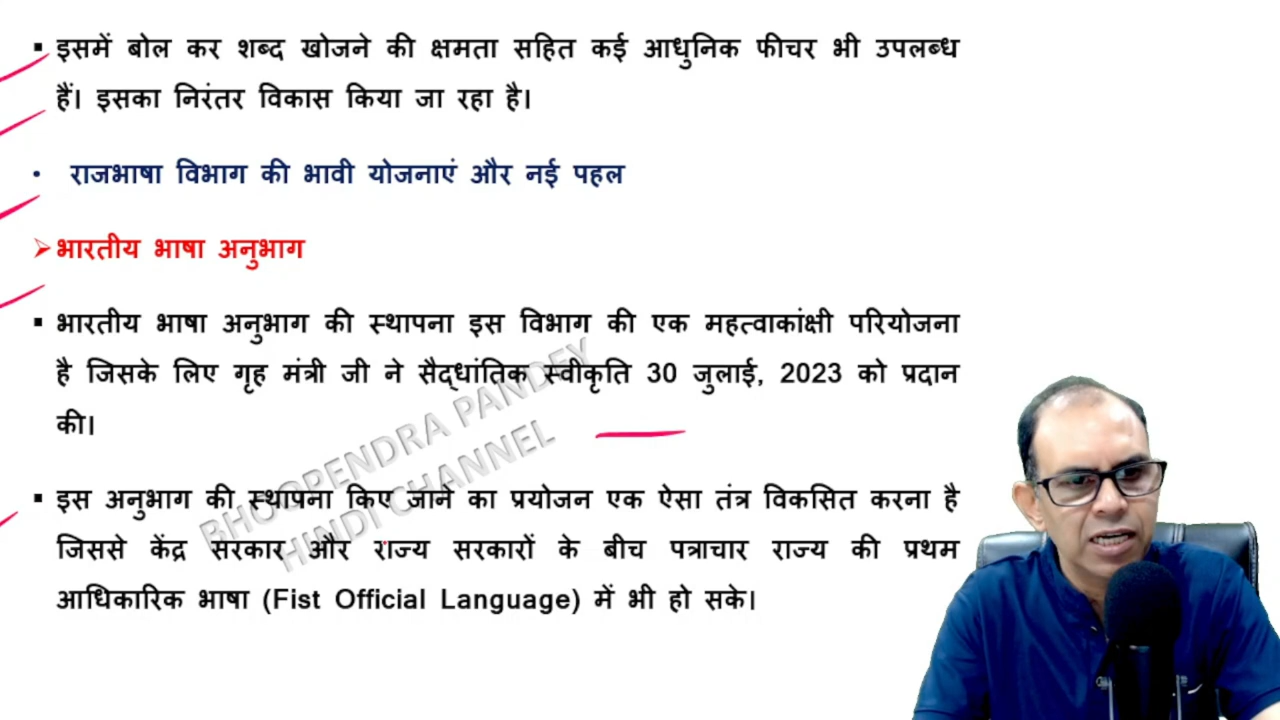 ▪ इसमें बोल कर शब्द खोजने की क्षमता सहित कई आधुनिक फीचर भी उपलब्ध
हैं। इसका निरंतर विकास किया जा रहा है।
• राजभाषा विभाग की भावी योजनाएं और नई पहल
➢ भारतीय भाषा अनुभाग
▪ भारतीय भाषा अनुभाग की स्थापना इस विभाग की एक महत्वाकांक्षी परियोजना
है जिसके लिए गृह मंत्री जी ने सैद्धांतिक स्वीकृति 30 जुलाई, 2023 को प्रदान
की।
▪ इस अनुभाग की स्थापना किए जाने का प्रयोजन एक ऐसा तंत्र विकसित करना है
जिससे केंद्र सरकार और राज्य सरकारों के बीच पत्राचार राज्य की प्रथम
आधिकारिक भाषा (Fist Official Language) में भी हो सके।
BHOOPENDRA PANDEY
HINDI CHANNEL